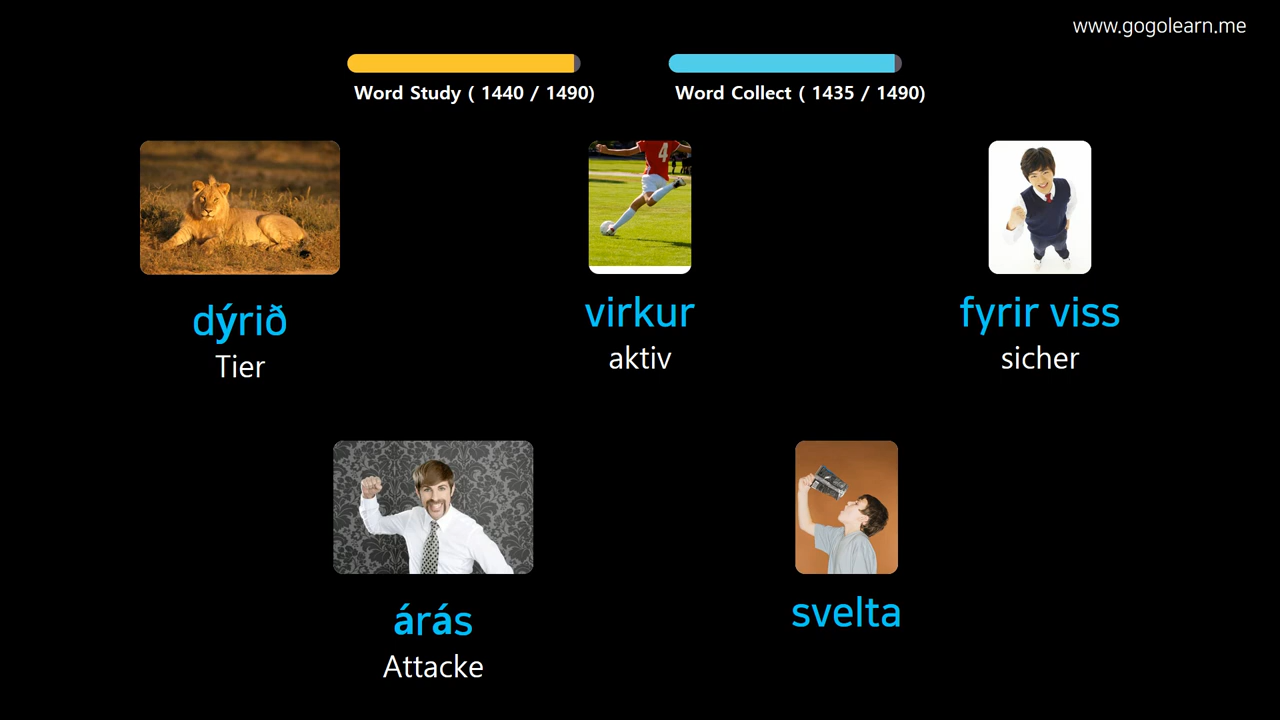 www.gogolearn.me
Word Study ( 1440 / 1490)
Word Collect ( 1435 / 1490)
4
dýrið
Tier
virkur
aktiv
fyrir viss
sicher
árás
Attacke
svelta